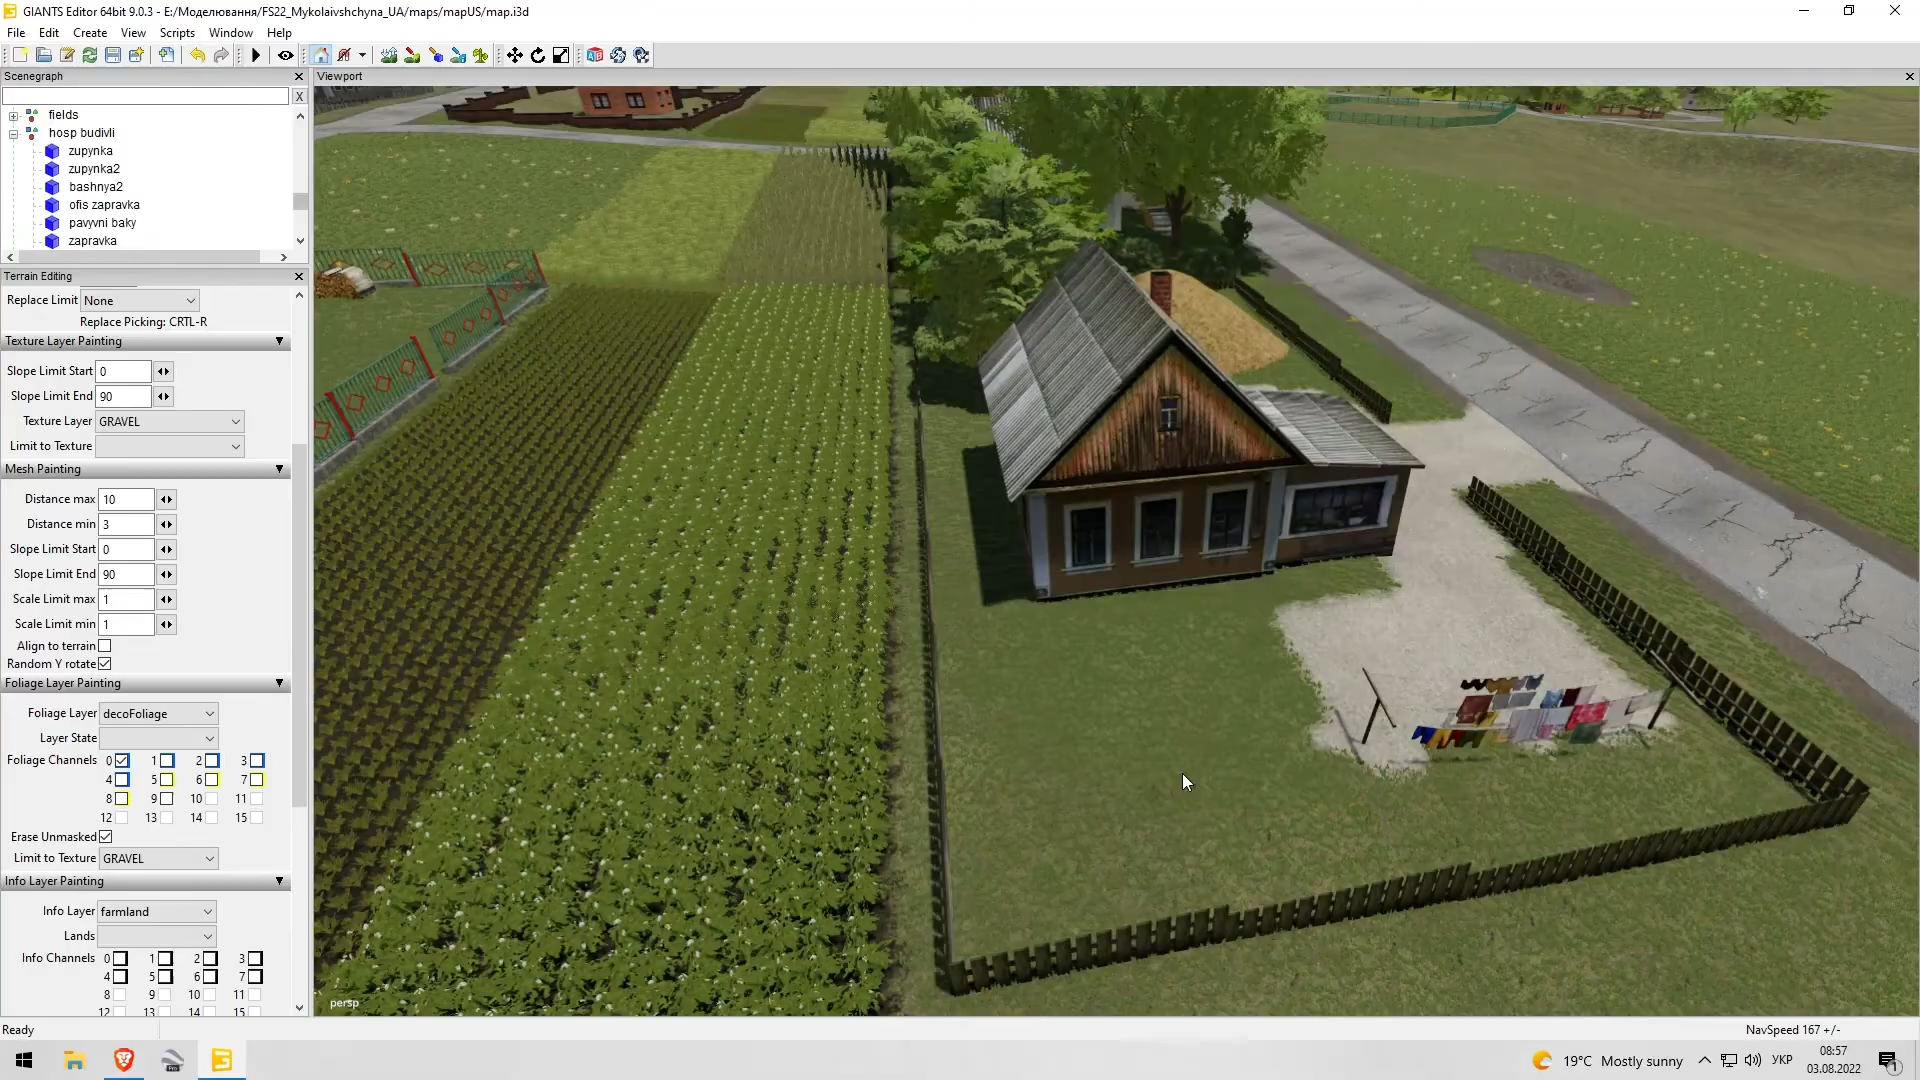 GIANTS Editor 64bit 9.0.3 - E:/Моделювання/FS22_Mykolaivshchyna_UA/maps/mapUS/map.i3d
File Edit Create View Scripts Window Help
Scenegraph
X
fields
hosp budivli
zupynka
zupynka2
bashnya2
ofis zapravka
pavyvni baky
zapravka
Terrain Editing
Replace Limit None
Replace Picking: CRTL-R
Texture Layer Painting
Slope Limit Start 0
Slope Limit End 90
Texture Layer GRAVEL
Limit to Texture
Mesh Painting
Distance max 10
Distance min 3
Slope Limit Start 0
Slope Limit End 90
Scale Limit max 1
Scale Limit min 1
Align to terrain
Random Y rotate
Foliage Layer Painting
Foliage Layer decoFoliage
Layer State
Foliage Channels 0 1 2 3
4 5 6 7
8 9 10 11
12 13 14 15
Erase Unmasked
Limit to Texture GRAVEL
Info Layer Painting
Info Layer farmland
Lands
Info Channels 0 1 2 3
4 5 6 7
8 9 10 11
12 13 14 15
Viewport
persp
Ready
NavSpeed 167 +/-
19°C Mostly sunny
УКР
08:57
03.08.2022
1